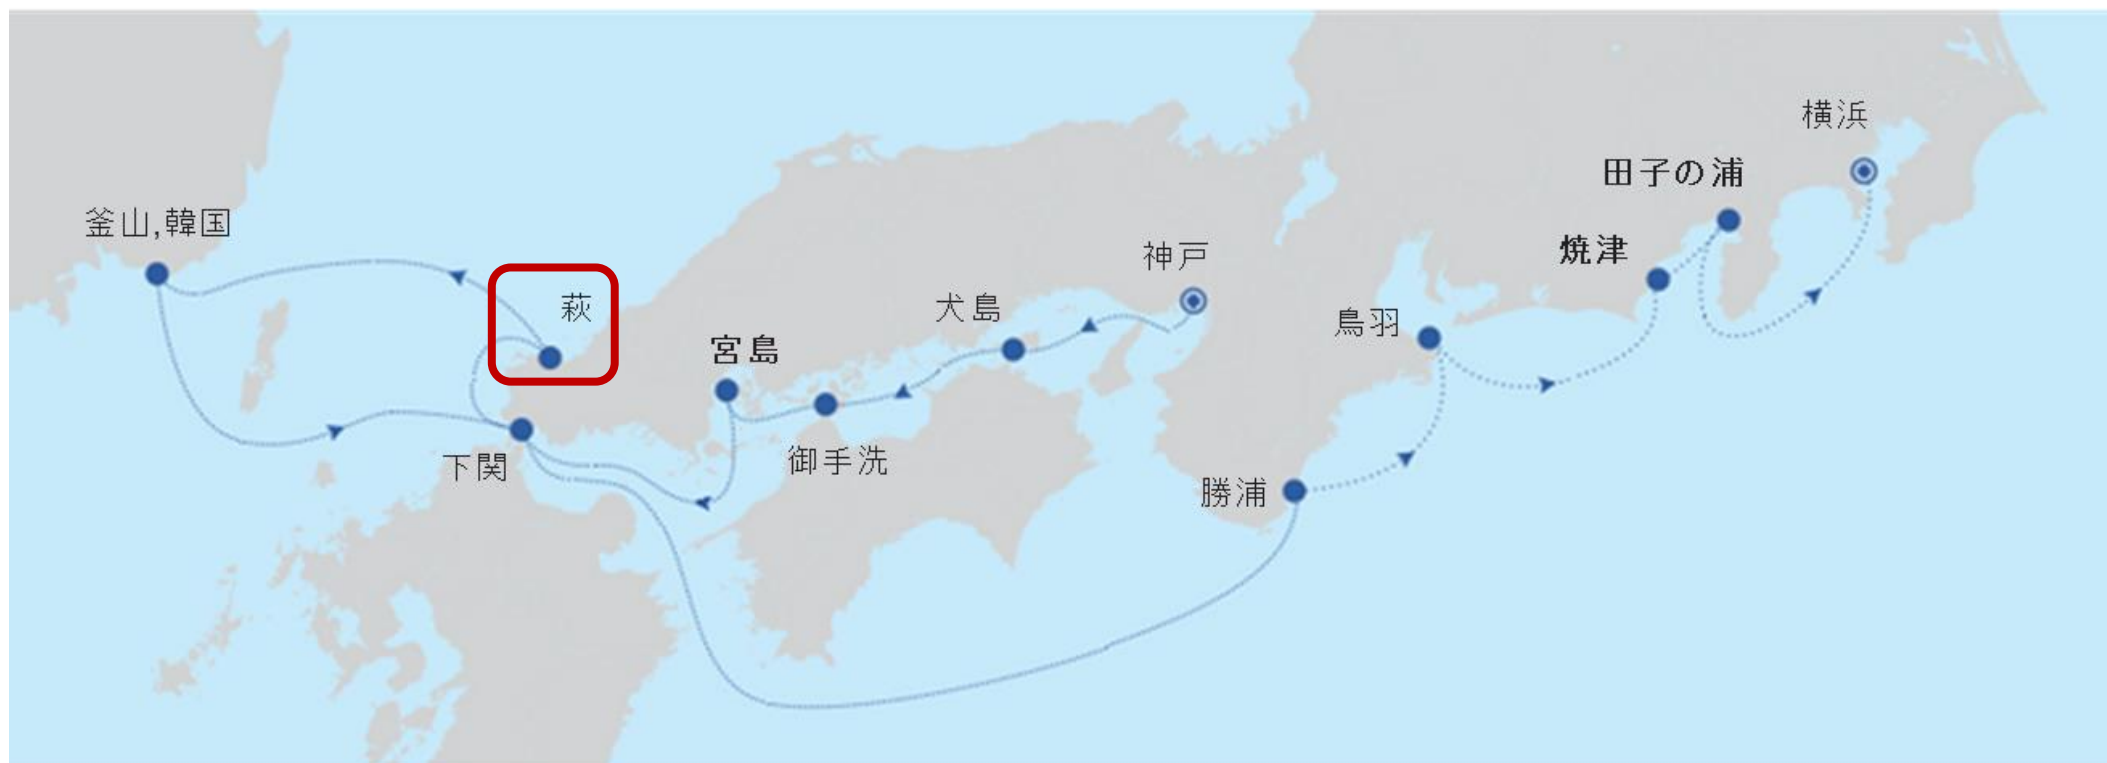 横浜
田子の浦
釜山,韓国
焼津
神戸
萩
犬島
鳥羽
宮島
御手洗
下関
勝浦